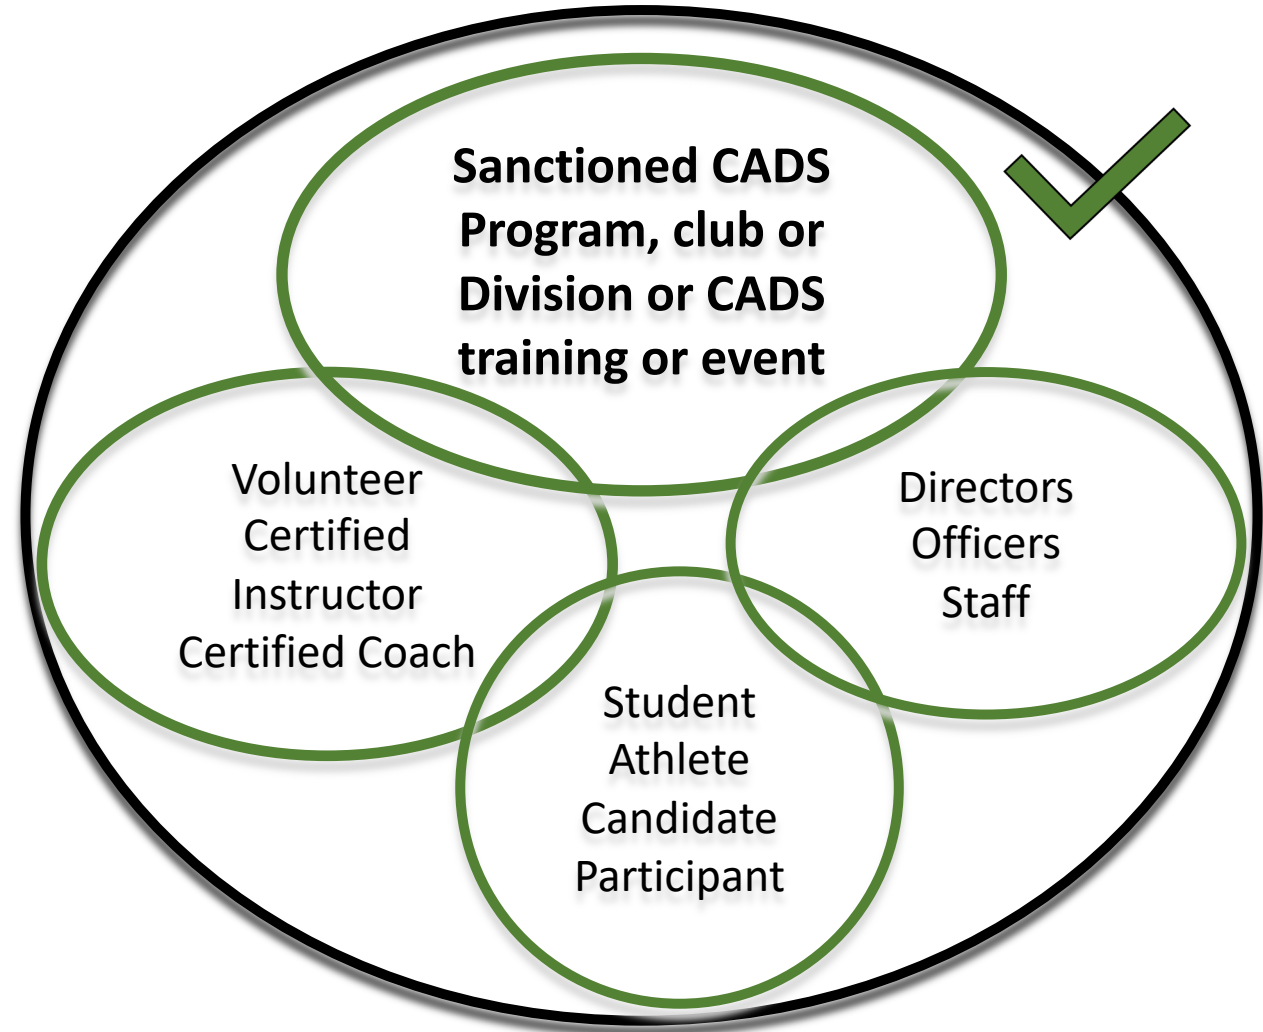 Sanctioned CADS
Program, club or
Division or CADS
training or event
Volunteer
Certified
Instructor
Certified Coach
Directors
Officers
Staff
Student
Athlete
Candidate
Participant